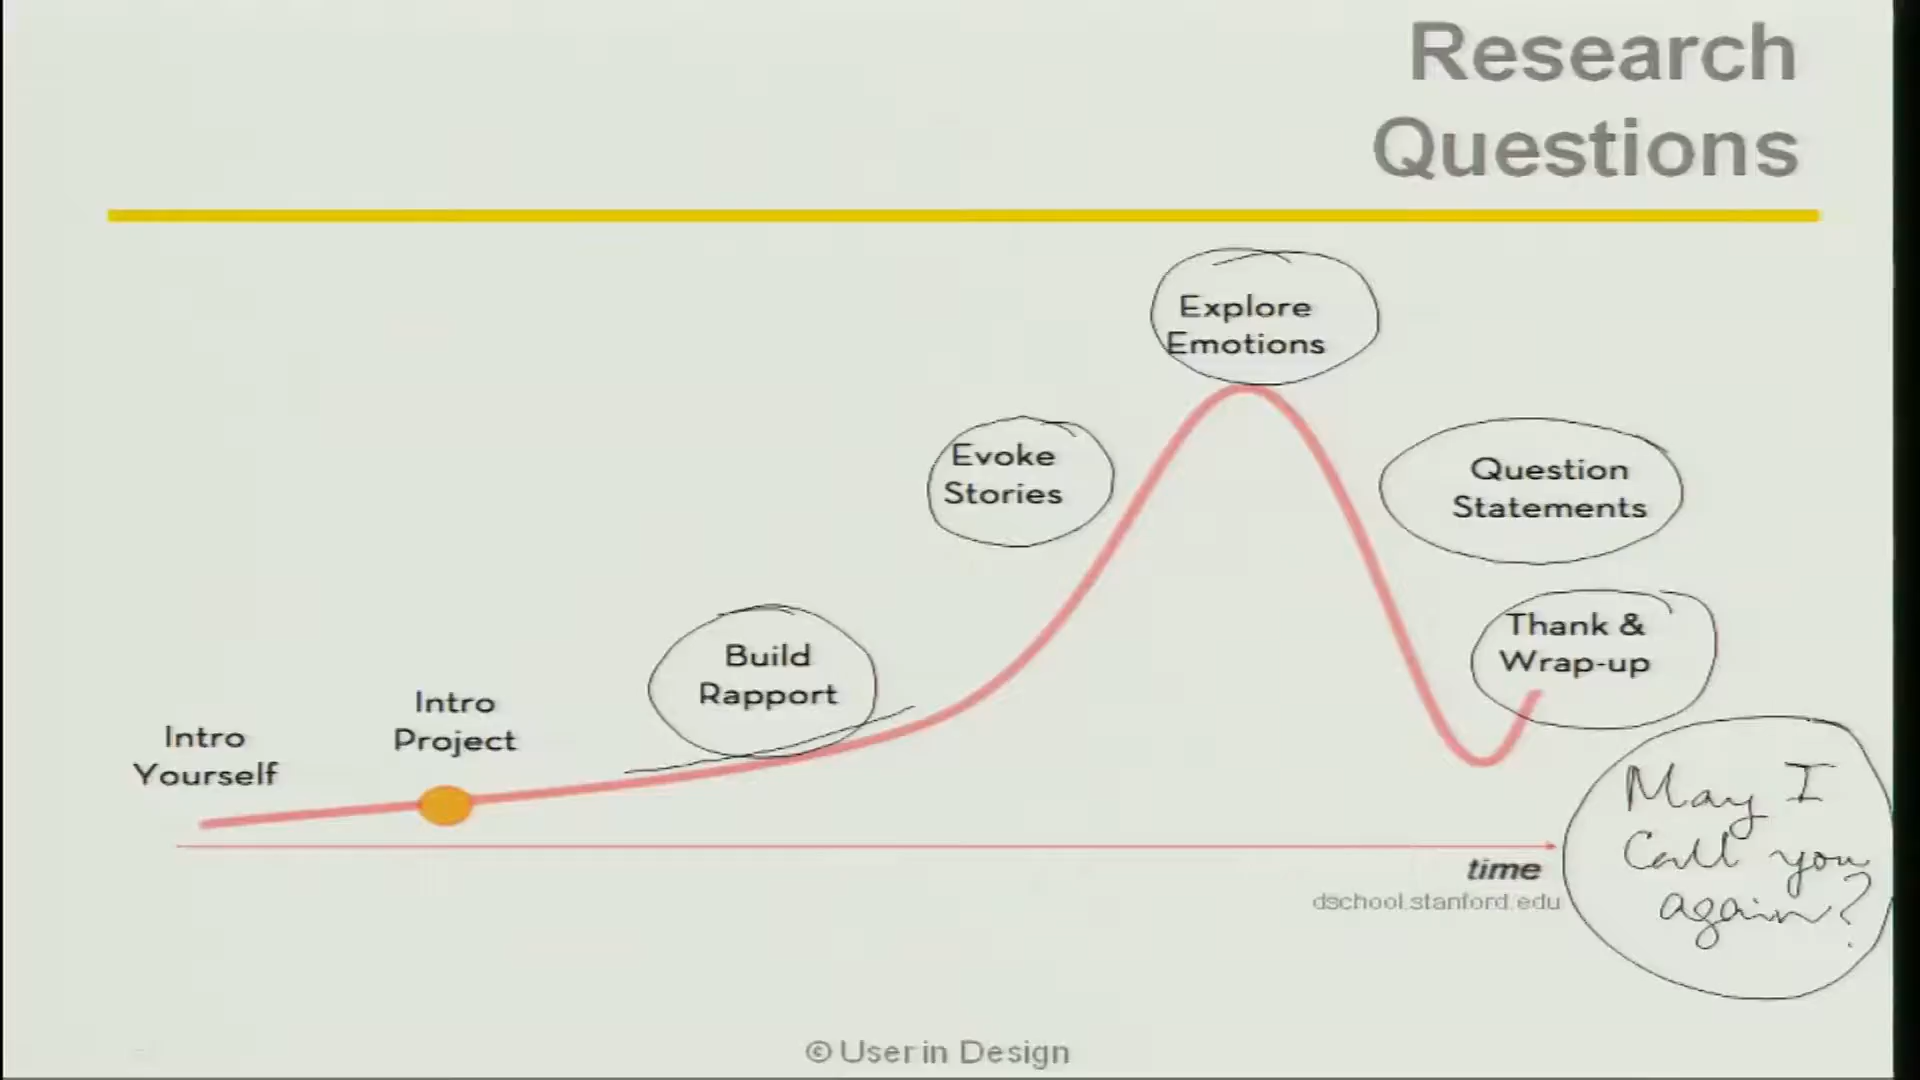 Research
Questions
Explore
Emotions
Evoke
Stories
Question
Statements
Build
Rapport
Thank &
Wrap-up
Intro
Project
Intro
Yourself
May I
Call you
again?
time
dschool.stanford.edu
© User in Design